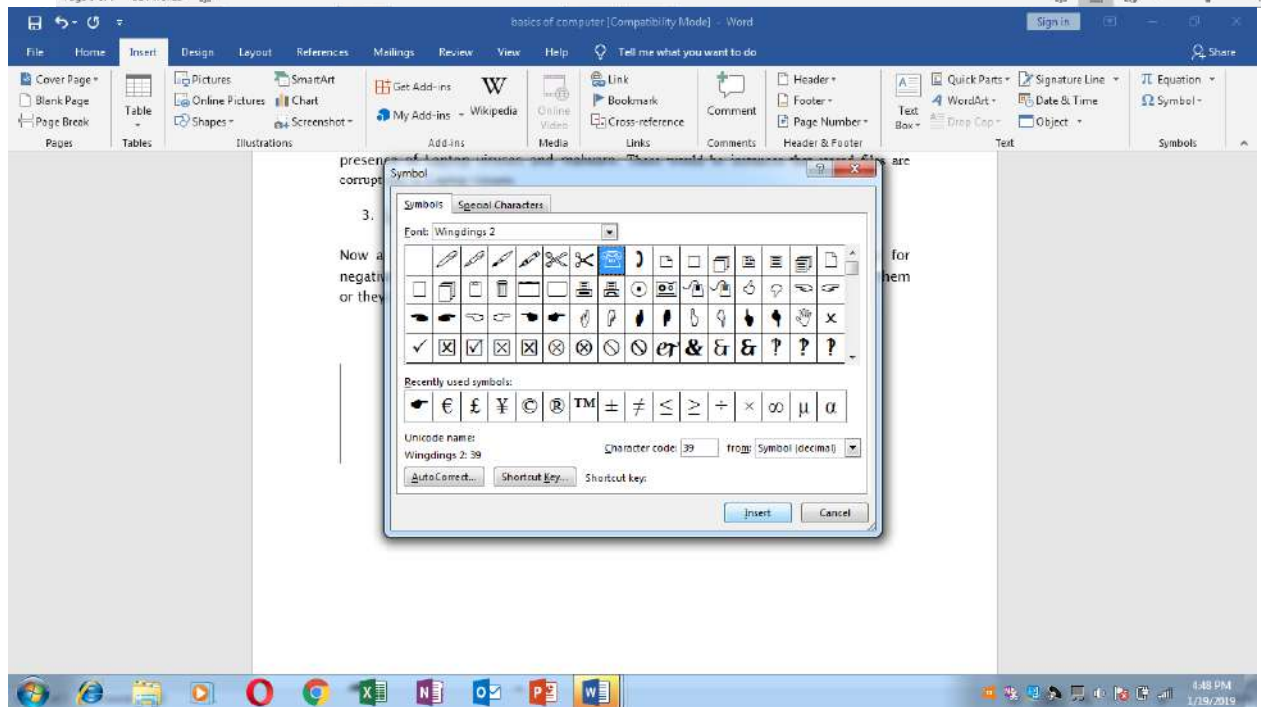 basics of computer [Compatibility Mode] - Word
Sign in
File Home Insert Design Layout References Mailings Review View Help Tell me what you want to do Share
Cover Page
Blank Page
Page Break
Pages
Table
Tables
Pictures
Online Pictures
Shapes
SmartArt
Chart
Screenshot
Illustrations
Get Add-ins
My Add-ins
W
Wikipedia
Add-ins
Online Video
Media
Link
Bookmark
Cross-reference
Links
Comment
Comments
Header
Footer
Page Number
Header & Footer
Text Box
Quick Parts
WordArt
Drop Cap
Signature Line
Date & Time
Object
Text
π Equation
Ω Symbol
Symbols
are
corrupt
3.
Now a for
negativ hem
or they
Symbol
Symbols Special Characters
Font: Wingdings 2
Recently used symbols:
€ £ ¥ © ® ™ ± ≠ ≤ ≥ ÷ × ∞ µ α
Unicode name:
Wingdings 2: 39
Character code: 39 from: Symbol (decimal)
AutoCorrect... Shortcut Key... Shortcut key:
Insert Cancel
4:48 PM
1/19/2019